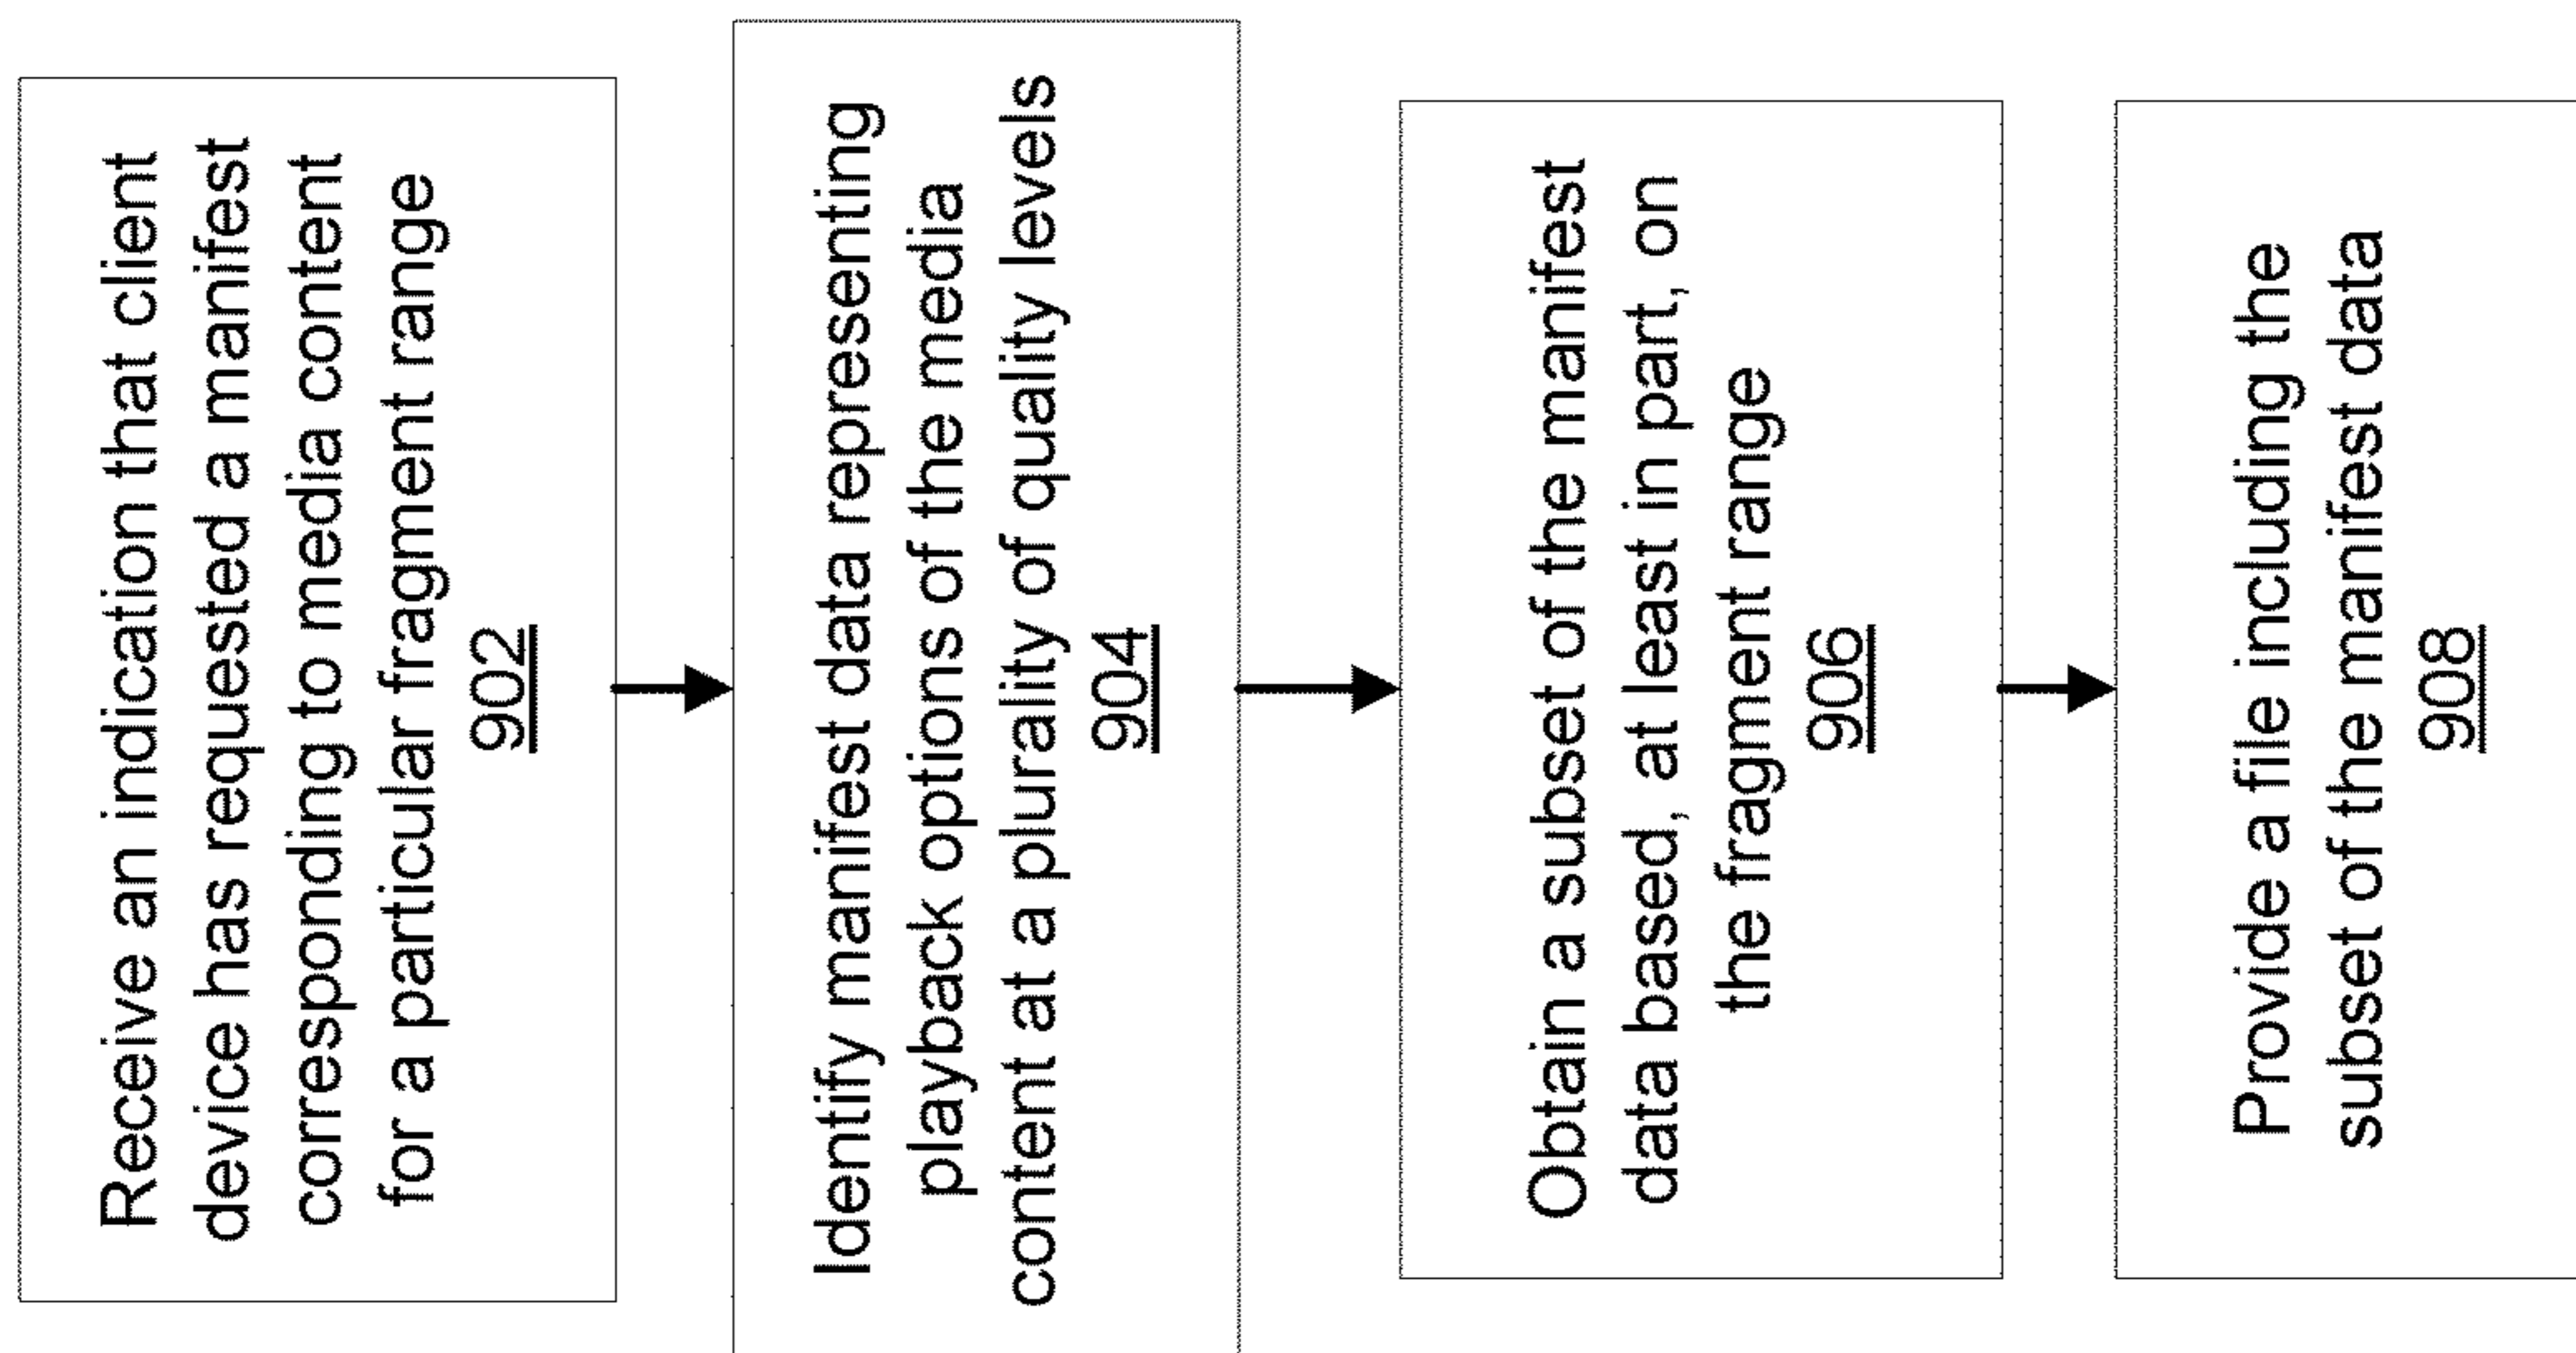 Receive an indication that client
device has requested a manifest
corresponding to media content
for a particular fragment range
902
Identify manifest data representing
playback options of the media
content at a plurality of quality levels
904
Obtain a subset of the manifest
data based, at least in part, on
the fragment range
906
Provide a file including the
subset of the manifest data
908